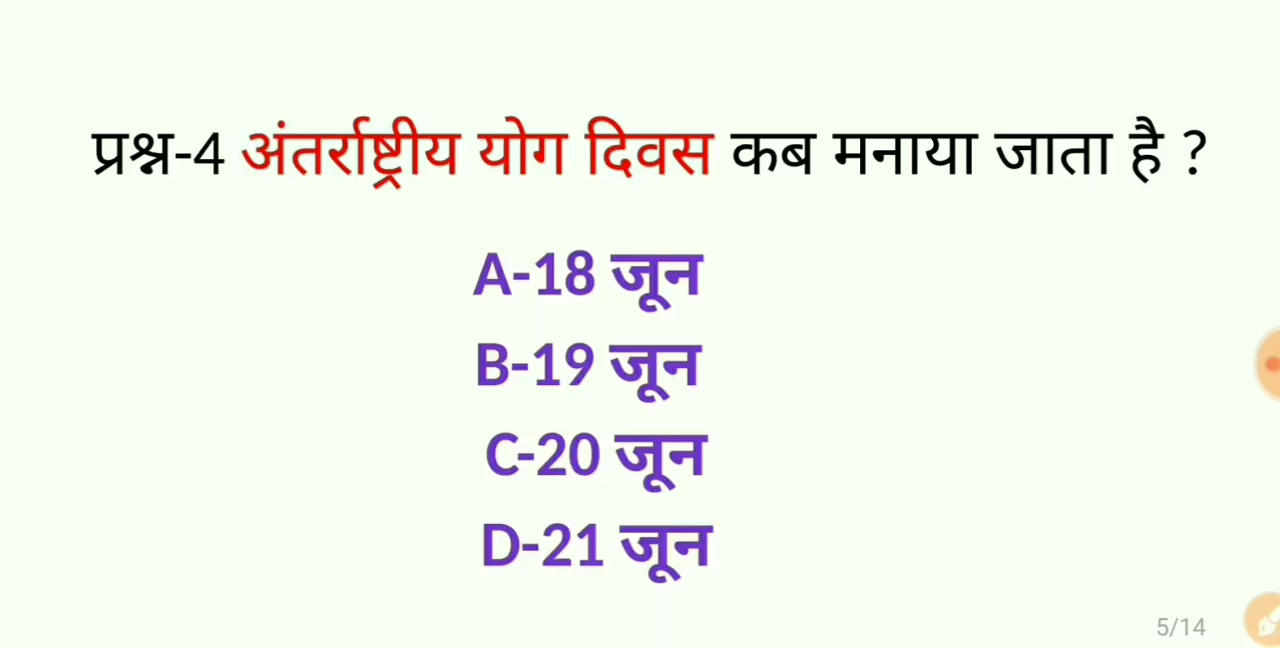 प्रश्न-4 अंतर्राष्ट्रीय योग दिवस कब मनाया जाता है ?
A-18 जून
B-19 जून
C-20 जून
D-21 जून
5/14